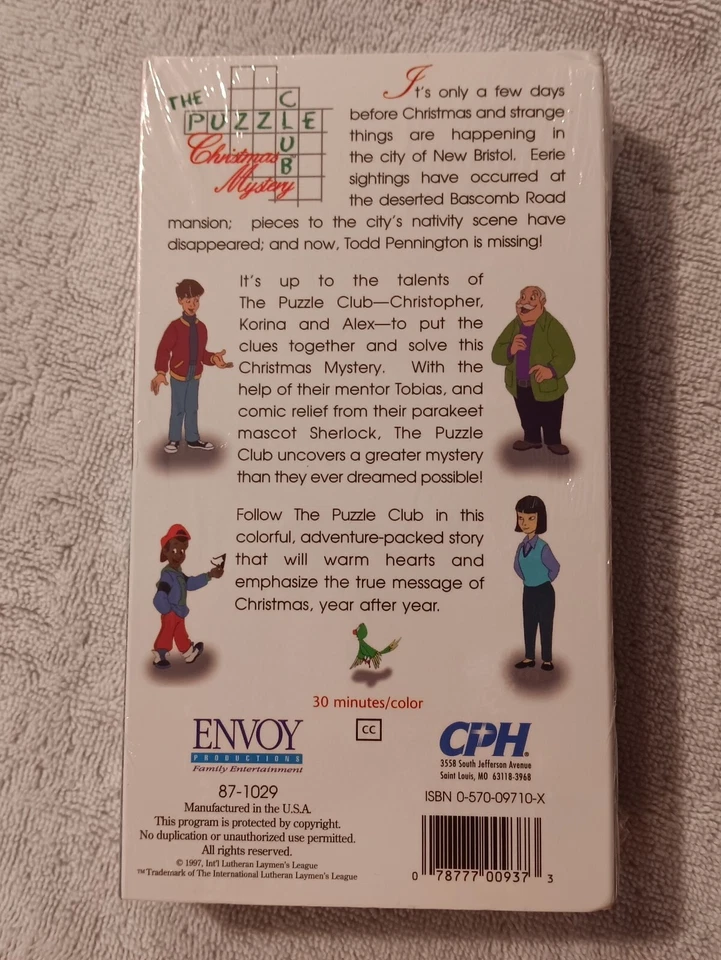 THE
PUZZLE
CLUB
Christmas
Mystery
It's only a few days
before Christmas and strange
things are happening in
the city of New Bristol. Eerie
sightings have occurred at
the deserted Bascomb Road
mansion; pieces to the city's nativity scene have
disappeared; and now, Todd Pennington is missing!
It's up to the talents of
The Puzzle Club—Christopher,
Korina and Alex—to put the
clues together and solve this
Christmas Mystery. With the
help of their mentor Tobias, and
comic relief from their parakeet
mascot Sherlock, The Puzzle
Club uncovers a greater mystery
than they ever dreamed possible!
Follow The Puzzle Club in this
colorful, adventure-packed story
that will warm hearts and
emphasize the true message of
Christmas, year after year.
30 minutes/color
ENVOY
PRODUCTIONS
Family Entertainment
87-1029
Manufactured in the U.S.A.
This program is protected by copyright.
No duplication or unauthorized use permitted.
All rights reserved.
© 1997, Int'l Lutheran Laymen's League
™Trademark of The International Lutheran Laymen's League
CC
CPH®
3558 South Jefferson Avenue
Saint Louis, MO 63118-3968
ISBN 0-570-09710-X
0 78777 00937 3